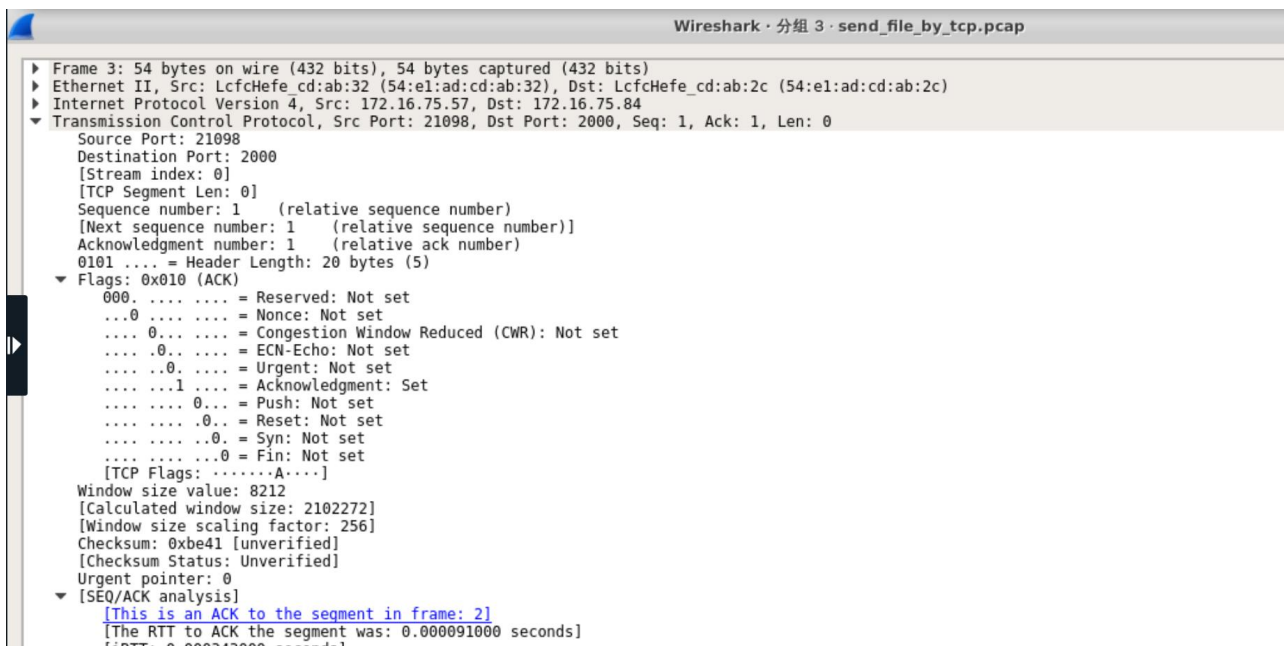 Wireshark · 分组 3 · send_file_by_tcp.pcap
Frame 3: 54 bytes on wire (432 bits), 54 bytes captured (432 bits)
Ethernet II, Src: LcfcHefe_cd:ab:32 (54:e1:ad:cd:ab:32), Dst: LcfcHefe_cd:ab:2c (54:e1:ad:cd:ab:2c)
Internet Protocol Version 4, Src: 172.16.75.57, Dst: 172.16.75.84
Transmission Control Protocol, Src Port: 21098, Dst Port: 2000, Seq: 1, Ack: 1, Len: 0
Source Port: 21098
Destination Port: 2000
[Stream index: 0]
[TCP Segment Len: 0]
Sequence number: 1    (relative sequence number)
[Next sequence number: 1    (relative sequence number)]
Acknowledgment number: 1    (relative ack number)
0101 .... = Header Length: 20 bytes (5)
Flags: 0x010 (ACK)
000. .... .... = Reserved: Not set
...0 .... .... = Nonce: Not set
.... 0... .... = Congestion Window Reduced (CWR): Not set
.... .0.. .... = ECN-Echo: Not set
.... ..0. .... = Urgent: Not set
.... ...1 .... = Acknowledgment: Set
.... .... 0... = Push: Not set
.... .... .0.. = Reset: Not set
.... .... ..0. = Syn: Not set
.... .... ...0 = Fin: Not set
[TCP Flags: ·······A····]
Window size value: 8212
[Calculated window size: 2102272]
[Window size scaling factor: 256]
Checksum: 0xbe41 [unverified]
[Checksum Status: Unverified]
Urgent pointer: 0
[SEQ/ACK analysis]
[This is an ACK to the segment in frame: 2]
[The RTT to ACK the segment was: 0.000091000 seconds]